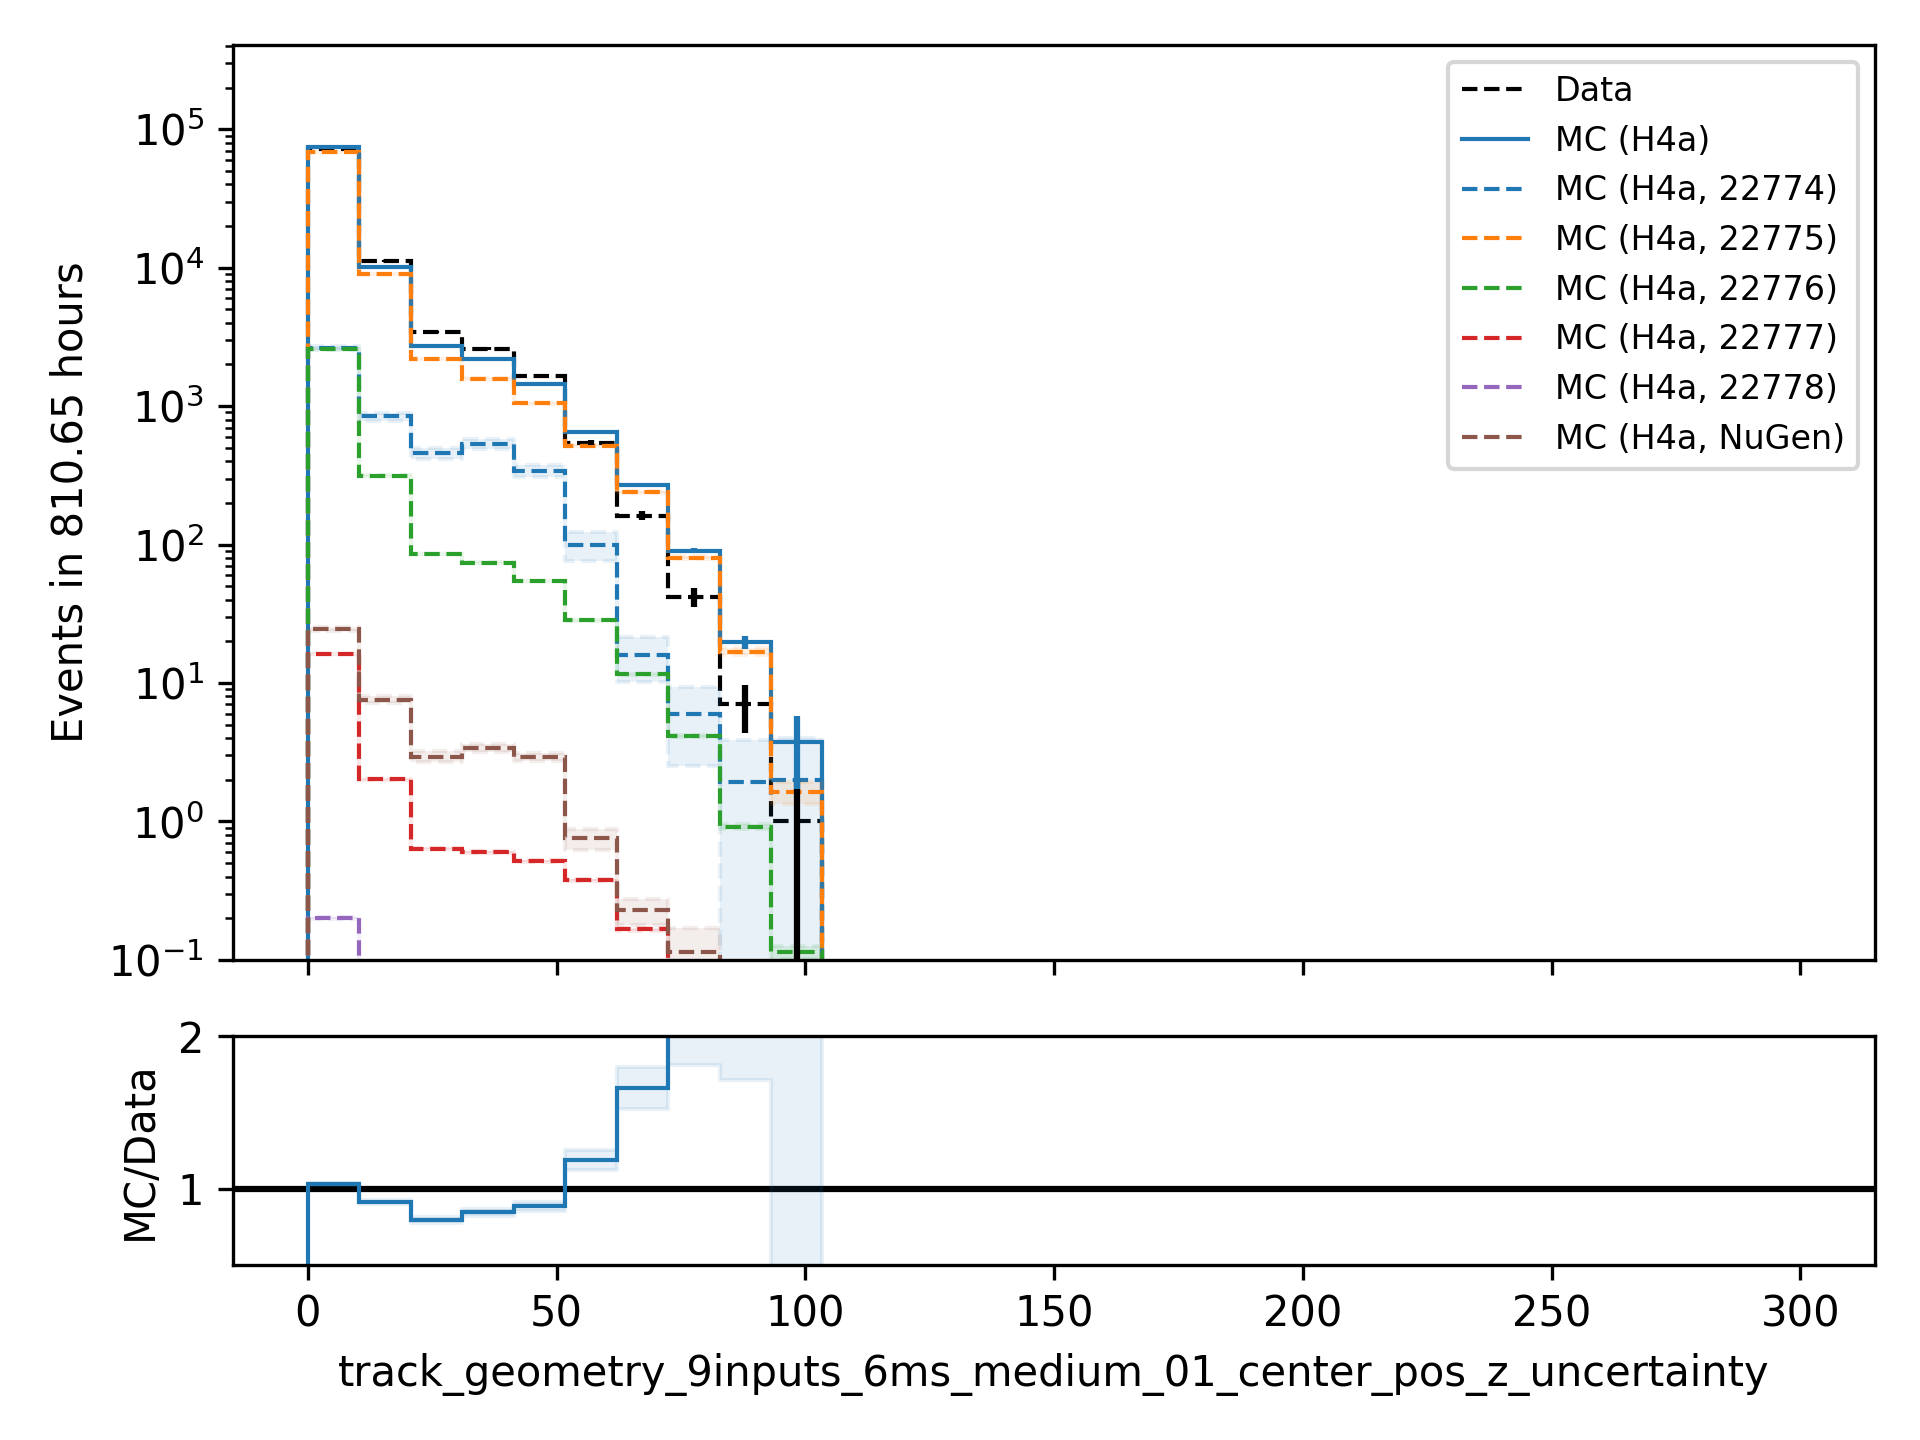 Events in 810.65 hours
10^5
10^4
10^3
10^2
10^1
10^0
10^−1
Data
MC (H4a)
MC (H4a, 22774)
MC (H4a, 22775)
MC (H4a, 22776)
MC (H4a, 22777)
MC (H4a, 22778)
MC (H4a, NuGen)
MC/Data
2
1
0 50 100 150 200 250 300
track_geometry_9inputs_6ms_medium_01_center_pos_z_uncertainty